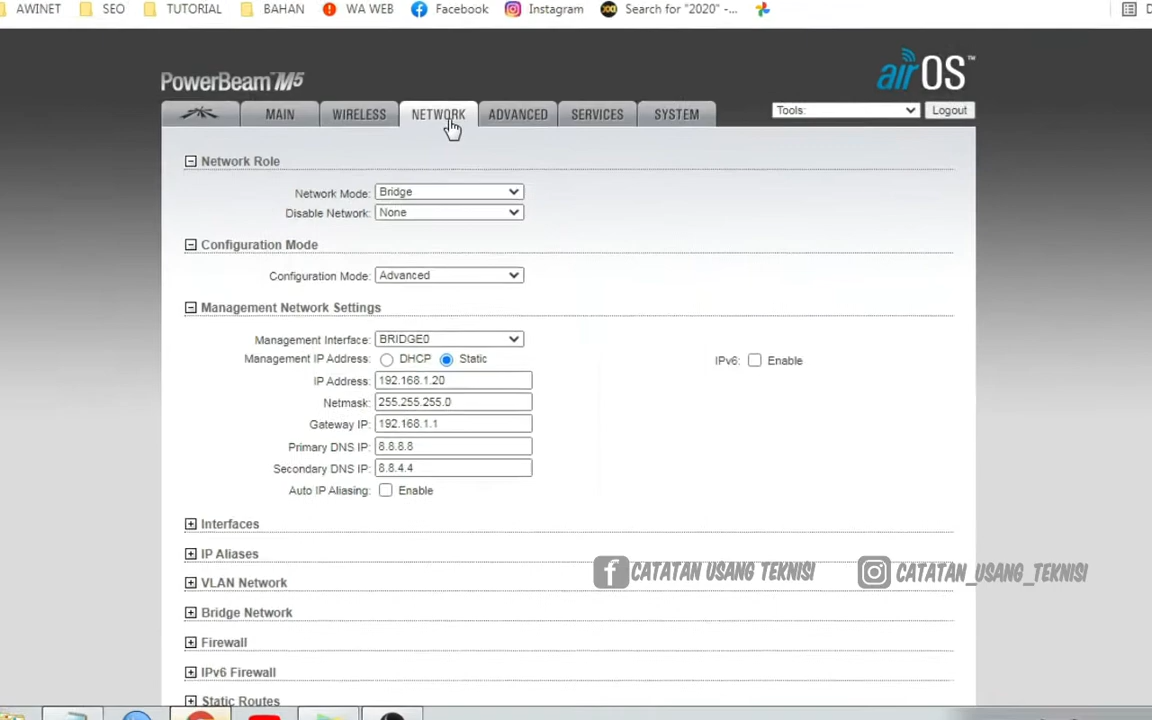 AWINET SEO TUTORIAL BAHAN WA WEB Facebook Instagram Search for "2020" -...
PowerBeam™ M5 airOS™
MAIN WIRELESS NETWORK ADVANCED SERVICES SYSTEM Tools: Logout
Network Role
Network Mode: Bridge
Disable Network: None
Configuration Mode
Configuration Mode: Advanced
Management Network Settings
Management Interface: BRIDGE0
Management IP Address: DHCP Static IPv6: Enable
IP Address: 192.168.1.20
Netmask: 255.255.255.0
Gateway IP: 192.168.1.1
Primary DNS IP: 8.8.8.8
Secondary DNS IP: 8.8.4.4
Auto IP Aliasing: Enable
Interfaces
IP Aliases
CATATAN USANG TEKNISI CATATAN_USANG_TEKNISI
VLAN Network
Bridge Network
Firewall
IPv6 Firewall
Static Routes